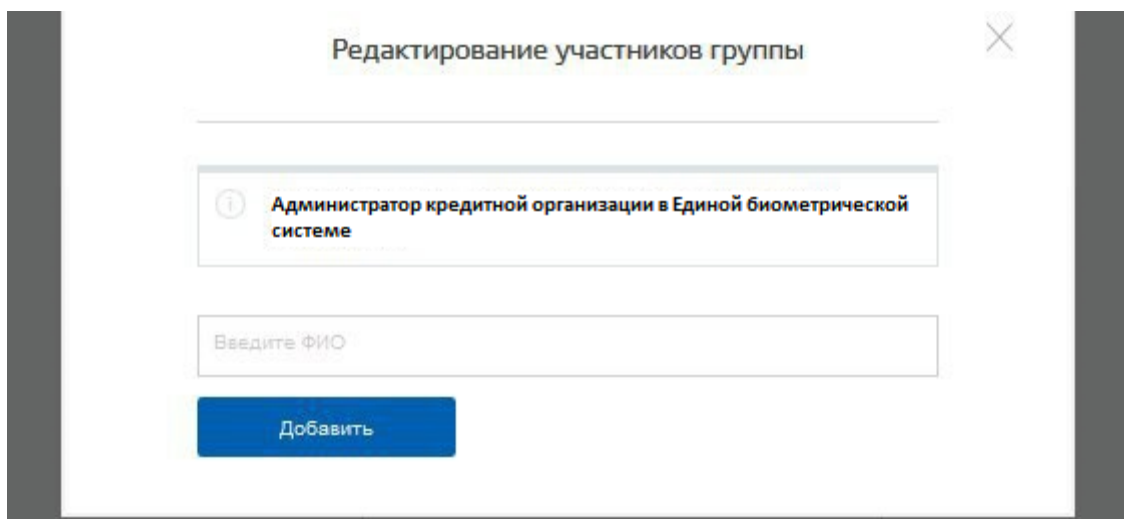 Редактирование участников группы
Администратор кредитной организации в Единой биометрической
системе
Введите ФИО
Добавить